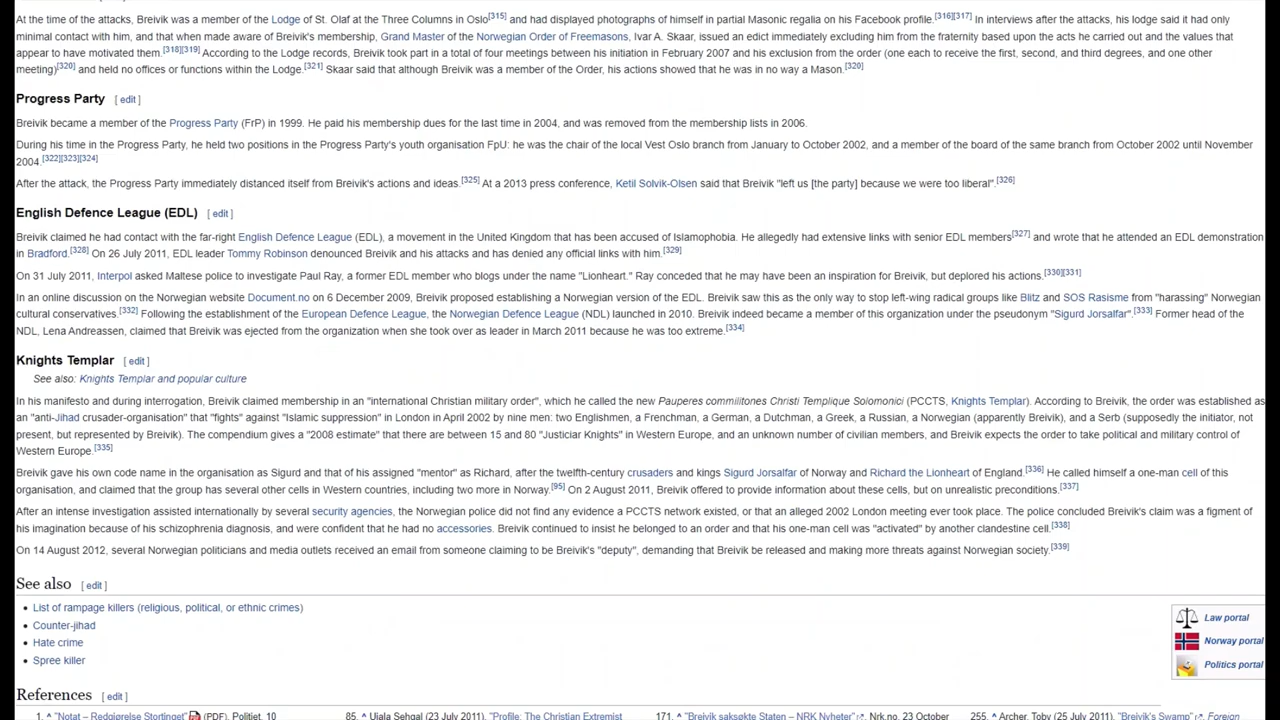 At the time of the attacks, Breivik was a member of the Lodge of St. Olaf at the Three Columns in Oslo[315] and had displayed photographs of himself in partial Masonic regalia on his Facebook profile.[316][317] In interviews after the attacks, his lodge said it had only
minimal contact with him, and that when made aware of Breivik's membership, Grand Master of the Norwegian Order of Freemasons, Ivar A. Skaar, issued an edict immediately excluding him from the fraternity based upon the acts he carried out and the values that
appear to have motivated them.[318][319] According to the Lodge records, Breivik took part in a total of four meetings between his initiation in February 2007 and his exclusion from the order (one each to receive the first, second, and third degrees, and one other
meeting)[320] and held no offices or functions within the Lodge.[321] Skaar said that although Breivik was a member of the Order, his actions showed that he was in no way a Mason.[320]
Progress Party [ edit ]
Breivik became a member of the Progress Party (FrP) in 1999. He paid his membership dues for the last time in 2004, and was removed from the membership lists in 2006.
During his time in the Progress Party, he held two positions in the Progress Party's youth organisation FpU: he was the chair of the local Vest Oslo branch from January to October 2002, and a member of the board of the same branch from October 2002 until November
2004.[322][323][324]
After the attack, the Progress Party immediately distanced itself from Breivik's actions and ideas.[325] At a 2013 press conference, Ketil Solvik-Olsen said that Breivik "left us [the party] because we were too liberal".[326]
English Defence League (EDL) [ edit ]
Breivik claimed he had contact with the far-right English Defence League (EDL), a movement in the United Kingdom that has been accused of Islamophobia. He allegedly had extensive links with senior EDL members[327] and wrote that he attended an EDL demonstration
in Bradford.[328] On 26 July 2011, EDL leader Tommy Robinson denounced Breivik and his attacks and has denied any official links with him.[329]
On 31 July 2011, Interpol asked Maltese police to investigate Paul Ray, a former EDL member who blogs under the name "Lionheart." Ray conceded that he may have been an inspiration for Breivik, but deplored his actions.[330][331]
In an online discussion on the Norwegian website Document.no on 6 December 2009, Breivik proposed establishing a Norwegian version of the EDL. Breivik saw this as the only way to stop left-wing radical groups like Blitz and SOS Rasisme from "harassing" Norwegian
cultural conservatives.[332] Following the establishment of the European Defence League, the Norwegian Defence League (NDL) launched in 2010. Breivik indeed became a member of this organization under the pseudonym "Sigurd Jorsalfar".[333] Former head of the
NDL, Lena Andreassen, claimed that Breivik was ejected from the organization when she took over as leader in March 2011 because he was too extreme.[334]
Knights Templar [ edit ]
See also: Knights Templar and popular culture
In his manifesto and during interrogation, Breivik claimed membership in an "international Christian military order", which he called the new Pauperes commilitones Christi Templique Solomonici (PCCTS, Knights Templar). According to Breivik, the order was established as
an "anti-Jihad crusader-organisation" that "fights" against "Islamic suppression" in London in April 2002 by nine men: two Englishmen, a Frenchman, a German, a Dutchman, a Greek, a Russian, a Norwegian (apparently Breivik), and a Serb (supposedly the initiator, not
present, but represented by Breivik). The compendium gives a "2008 estimate" that there are between 15 and 80 "Justiciar Knights" in Western Europe, and an unknown number of civilian members, and Breivik expects the order to take political and military control of
Western Europe.[335]
Breivik gave his own code name in the organisation as Sigurd and that of his assigned "mentor" as Richard, after the twelfth-century crusaders and kings Sigurd Jorsalfar of Norway and Richard the Lionheart of England.[336] He called himself a one-man cell of this
organisation, and claimed that the group has several other cells in Western countries, including two more in Norway.[95] On 2 August 2011, Breivik offered to provide information about these cells, but on unrealistic preconditions.[337]
After an intense investigation assisted internationally by several security agencies, the Norwegian police did not find any evidence a PCCTS network existed, or that an alleged 2002 London meeting ever took place. The police concluded Breivik's claim was a figment of
his imagination because of his schizophrenia diagnosis, and were confident that he had no accessories. Breivik continued to insist he belonged to an order and that his one-man cell was "activated" by another clandestine cell.[338]
On 14 August 2012, several Norwegian politicians and media outlets received an email from someone claiming to be Breivik's "deputy", demanding that Breivik be released and making more threats against Norwegian society.[339]
See also [ edit ]
List of rampage killers (religious, political, or ethnic crimes)
Counter-jihad
Hate crime
Spree killer
Law portal
Norway portal
Politics portal
References [ edit ]
1. ^ "Notat – Redgjørelse Stortinget" (PDF). Politiet. 10 85. ^ Ujala Sehgal (23 July 2011). "Profile: The Christian Extremist 171. ^ "Breivik saksøkte Staten – NRK Nyheter". Nrk.no. 23 October 255. ^ Archer, Toby (25 July 2011). "Breivik's Swamp". Foreign